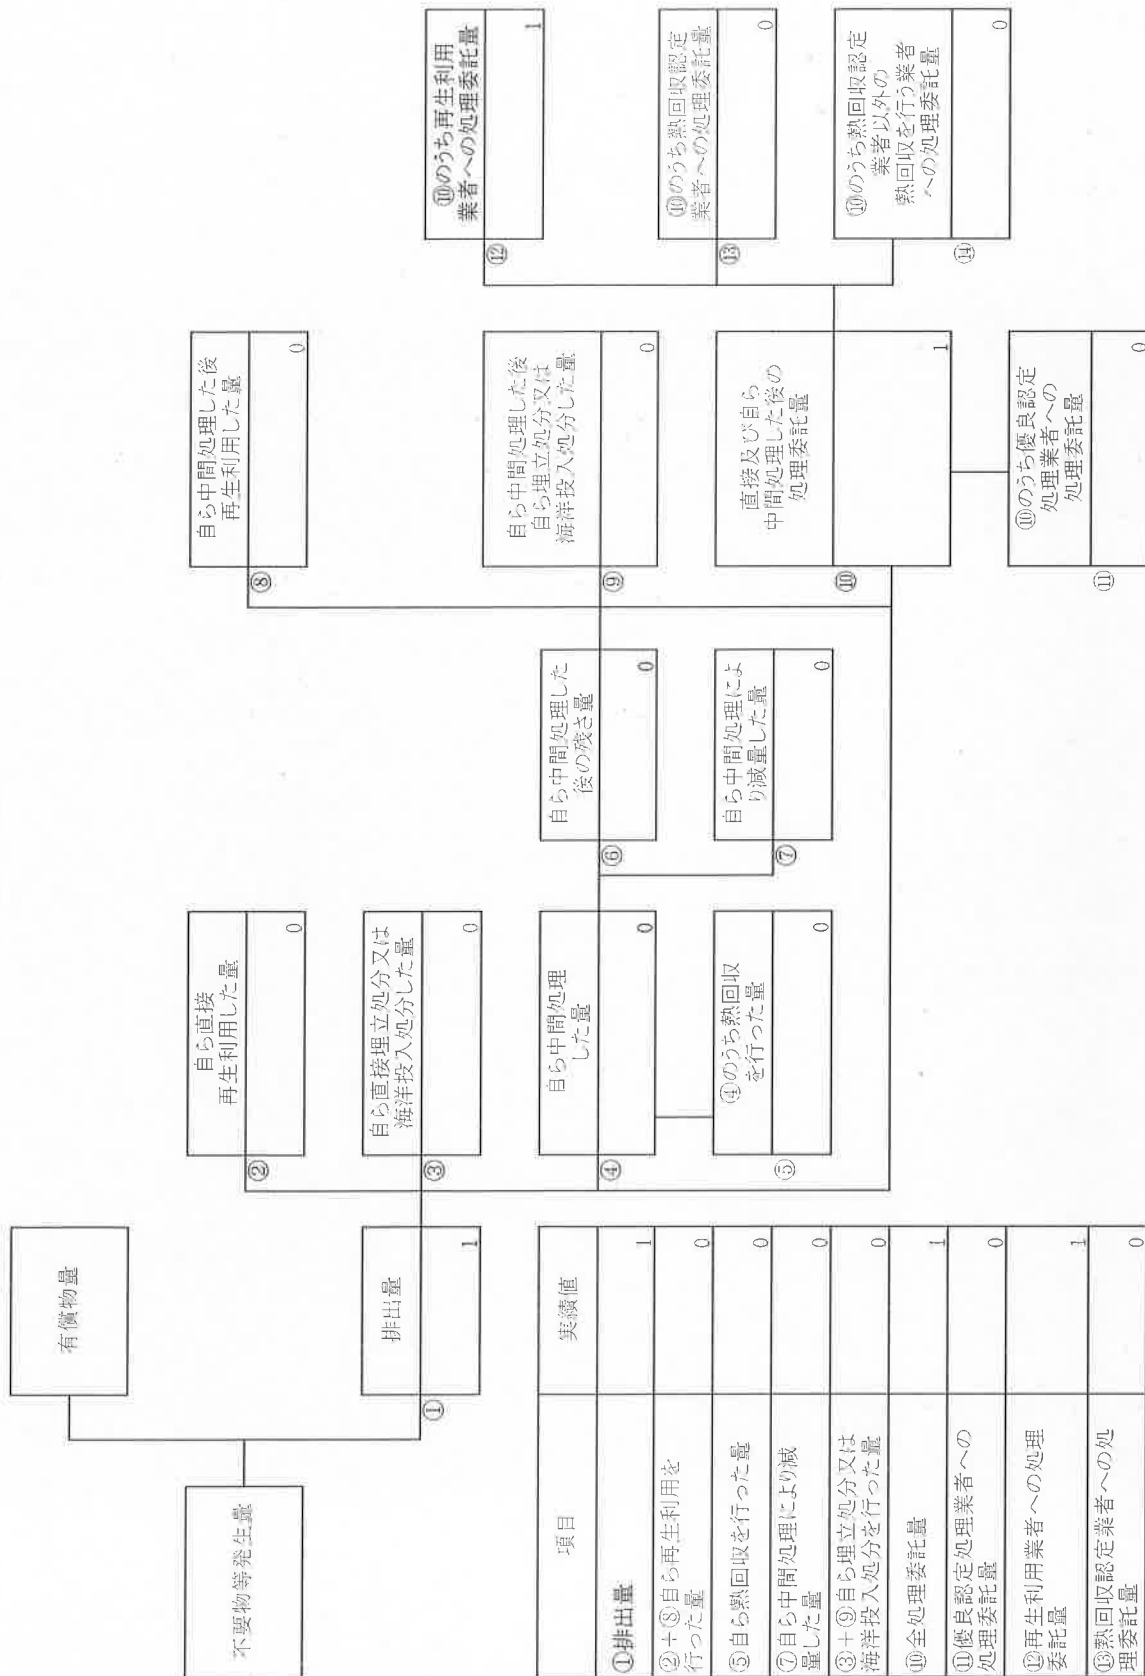 不要物等発生量
有償物量
排出量
①
1
自ら直接
再生利用した量
②
0
自ら直接埋立処分又は
海洋投入処分した量
③
0
自ら中間処理
した量
④
0
④のうち熱回収
を行った量
⑤
0
自ら中間処理した
後の残さ量
⑥
0
自ら中間処理によ
り減量した量
⑦
0
自ら中間処理した後
再生利用した量
⑧
0
自ら中間処理した後
自ら埋立処分又は
海洋投入処分した量
⑨
0
直接及び自ら
中間処理した後の
処理委託量
⑩
1
⑩のうち優良認定
処理業者への
処理委託量
⑪
0
⑩のうち再生利用
業者への処理委託量
⑫
1
⑩のうち熱回収認定
業者への処理委託量
⑬
0
⑩のうち熱回収認定
業者以外の
熱回収を行う業者
への処理委託量
⑭
0
項目 実績値
①排出量 1
②+⑧自ら再生利用を
行った量 0
⑤自ら熱回収を行った量 0
⑦自ら中間処理により減
量した量 0
③+⑨自ら埋立処分又は
海洋投入処分を行った量 0
⑩全処理委託量 1
⑪優良認定処理業者への
処理委託量 0
⑫再生利用業者への処理
委託量 1
⑬熱回収認定業者への処
理委託量 0